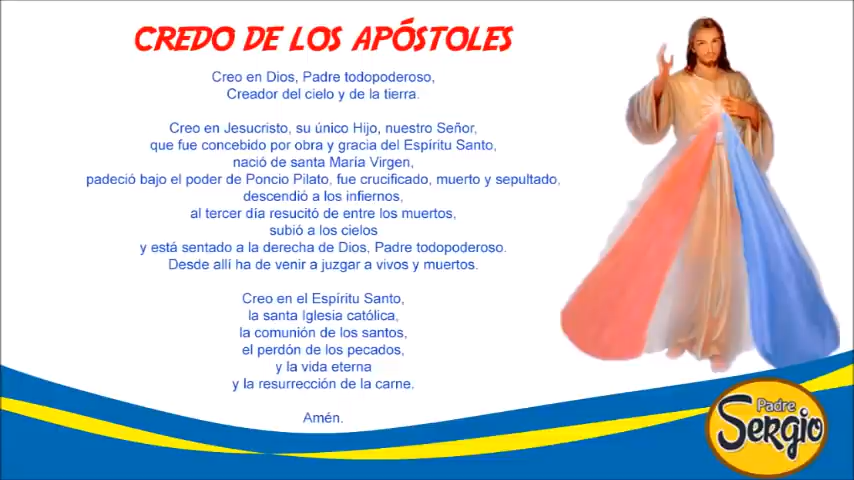 CREDO DE LOS APÓSTOLES
Creo en Dios, Padre todopoderoso,
Creador del cielo y de la tierra.
Creo en Jesucristo, su único Hijo, nuestro Señor,
que fue concebido por obra y gracia del Espíritu Santo,
nació de santa María Virgen,
padeció bajo el poder de Poncio Pilato, fue crucificado, muerto y sepultado,
descendió a los infiernos,
al tercer día resucitó de entre los muertos,
subió a los cielos
y está sentado a la derecha de Dios, Padre todopoderoso.
Desde allí ha de venir a juzgar a vivos y muertos.
Creo en el Espíritu Santo,
la santa Iglesia católica,
la comunión de los santos,
el perdón de los pecados,
y la vida eterna
y la resurrección de la carne.
Amén.
Padre
Sergio